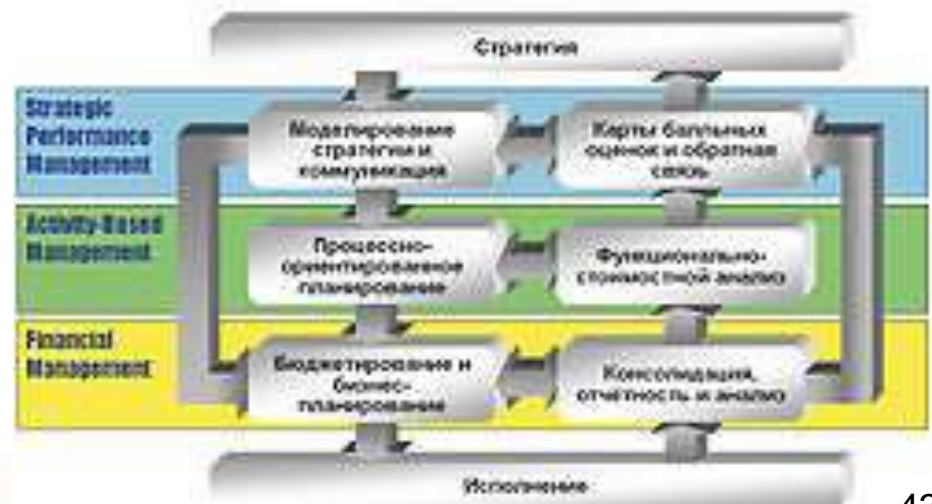 Стратегия
Strategic
Performance
Management
Моделирование
стратегии и
коммуникация
Карты балльных
оценок и обратная
связь
Activity-Based
Management
Процессно-
ориентированное
планирование
Функционально-
стоимостной анализ
Financial
Management
Бюджетирование и
бизнес-
планирование
Консолидация,
отчетность и анализ
Исполнение